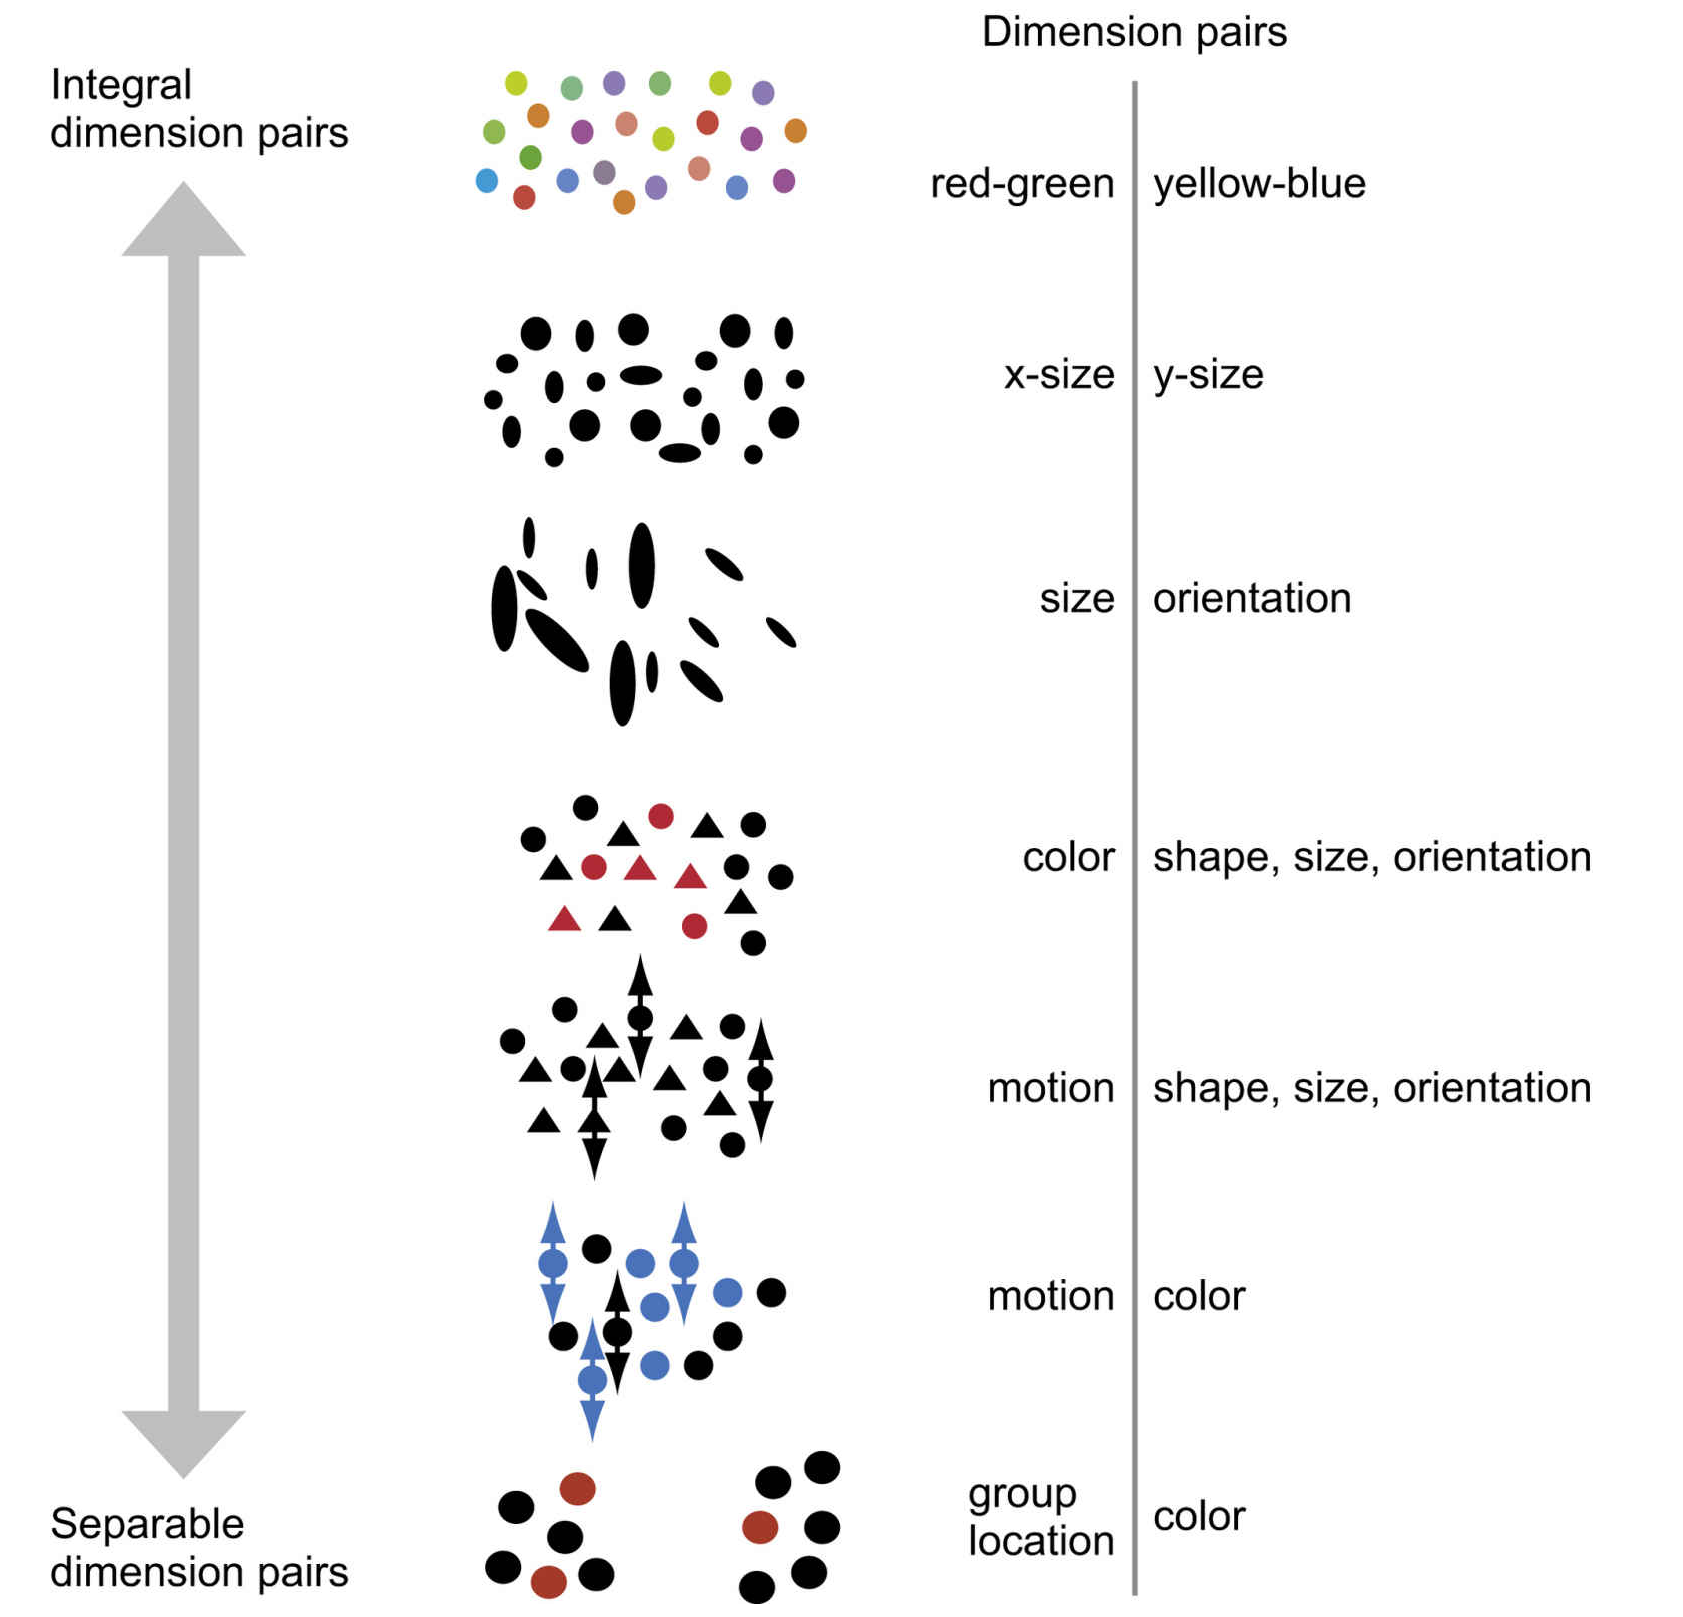 Dimension pairs
Integral
dimension pairs
red-green yellow-blue
x-size y-size
size orientation
color shape, size, orientation
motion shape, size, orientation
motion color
group
location
color
Separable
dimension pairs